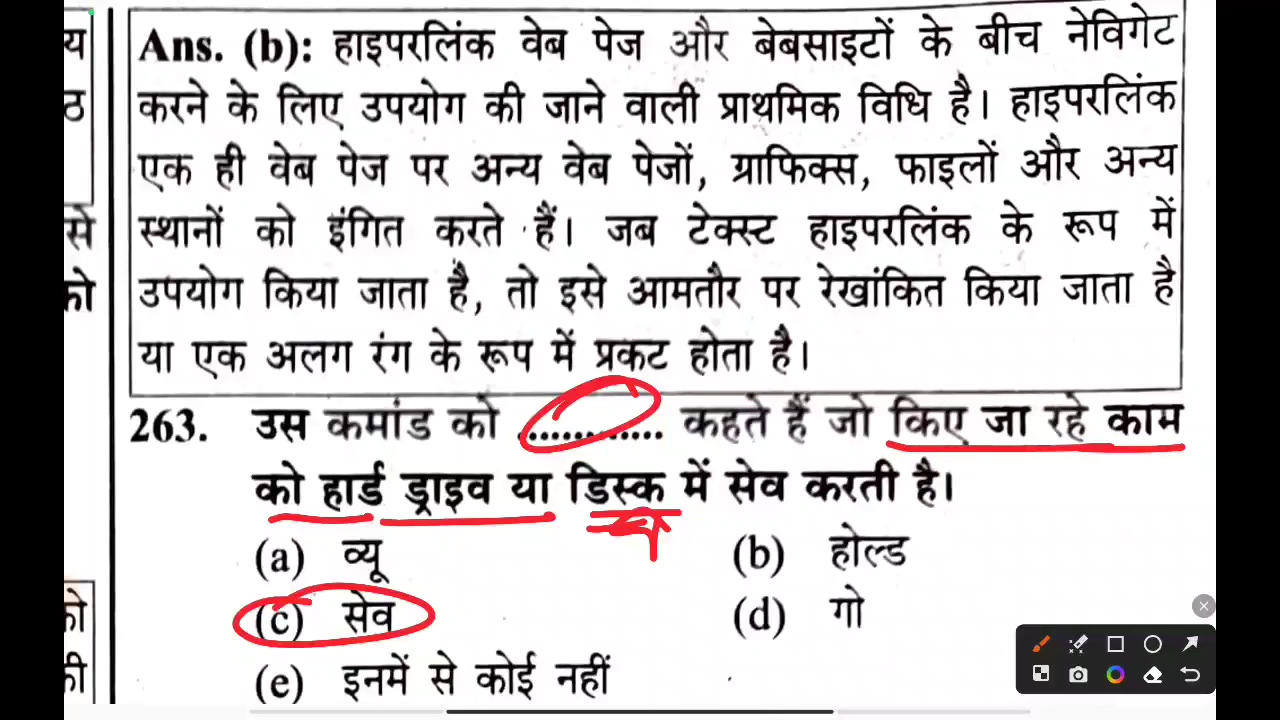 य
ठ
से
को
को
की
Ans. (b): हाइपरलिंक वेब पेज और बेबसाइटों के बीच नेविगेट
करने के लिए उपयोग की जाने वाली प्राथमिक विधि है। हाइपरलिंक
एक ही वेब पेज पर अन्य वेब पेजों, ग्राफिक्स, फाइलों और अन्य
स्थानों को इंगित करते हैं। जब टेक्स्ट हाइपरलिंक के रूप में
उपयोग किया जाता है, तो इसे आमतौर पर रेखांकित किया जाता है
या एक अलग रंग के रूप में प्रकट होता है।
263. उस कमांड को ............ कहते हैं जो किए जा रहे काम
को हार्ड ड्राइव या डिस्क में सेव करती है।
(a) व्यू (b) होल्ड
(c) सेव (d) गो
(e) इनमें से कोई नहीं